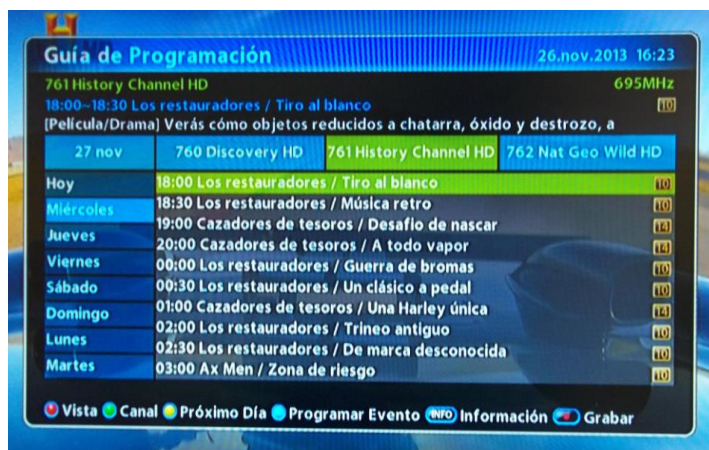 H
Guía de Programación 26.nov.2013 16:23
761 History Channel HD 695MHz
18:00~18:30 Los restauradores / Tiro al blanco 10
[Película/Drama] Verás cómo objetos reducidos a chatarra, óxido y destrozo, a
27 nov 760 Discovery HD 761 History Channel HD 762 Nat Geo Wild HD
Hoy 18:00 Los restauradores / Tiro al blanco 10
Miércoles 18:30 Los restauradores / Música retro 10
19:00 Cazadores de tesoros / Desafio de nascar 14
Jueves 20:00 Cazadores de tesoros / A todo vapor 14
Viernes 00:00 Los restauradores / Guerra de bromas 10
Sábado 00:30 Los restauradores / Un clásico a pedal 10
Domingo 01:00 Cazadores de tesoros / Una Harley única 14
02:00 Los restauradores / Trineo antiguo 10
Lunes 02:30 Los restauradores / De marca desconocida 10
Martes 03:00 Ax Men / Zona de riesgo 10
Vista Canal Próximo Día Programar Evento INFO Información Grabar